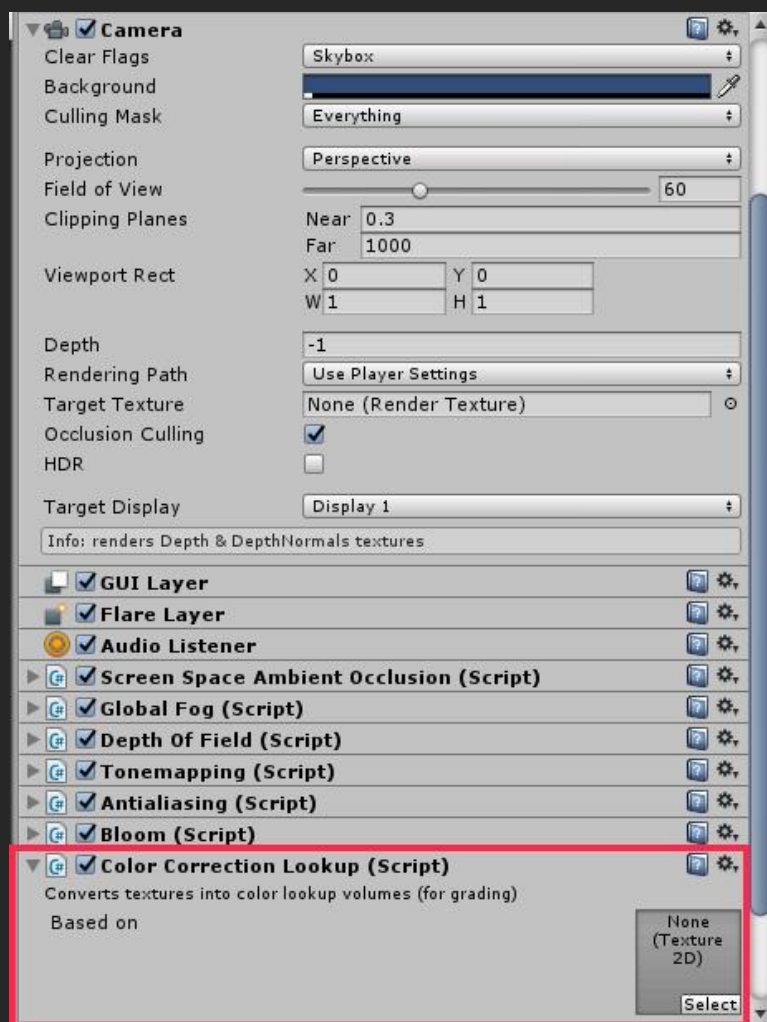 Camera
Clear Flags Skybox
Background
Culling Mask Everything
Projection Perspective
Field of View 60
Clipping Planes Near 0.3
Far 1000
Viewport Rect X 0 Y 0
W 1 H 1
Depth -1
Rendering Path Use Player Settings
Target Texture None (Render Texture)
Occlusion Culling
HDR
Target Display Display 1
Info: renders Depth & DepthNormals textures
GUI Layer
Flare Layer
Audio Listener
C# Screen Space Ambient Occlusion (Script)
C# Global Fog (Script)
C# Depth Of Field (Script)
C# Tonemapping (Script)
C# Antialiasing (Script)
C# Bloom (Script)
C# Color Correction Lookup (Script)
Converts textures into color lookup volumes (for grading)
Based on None
(Texture
2D)
Select